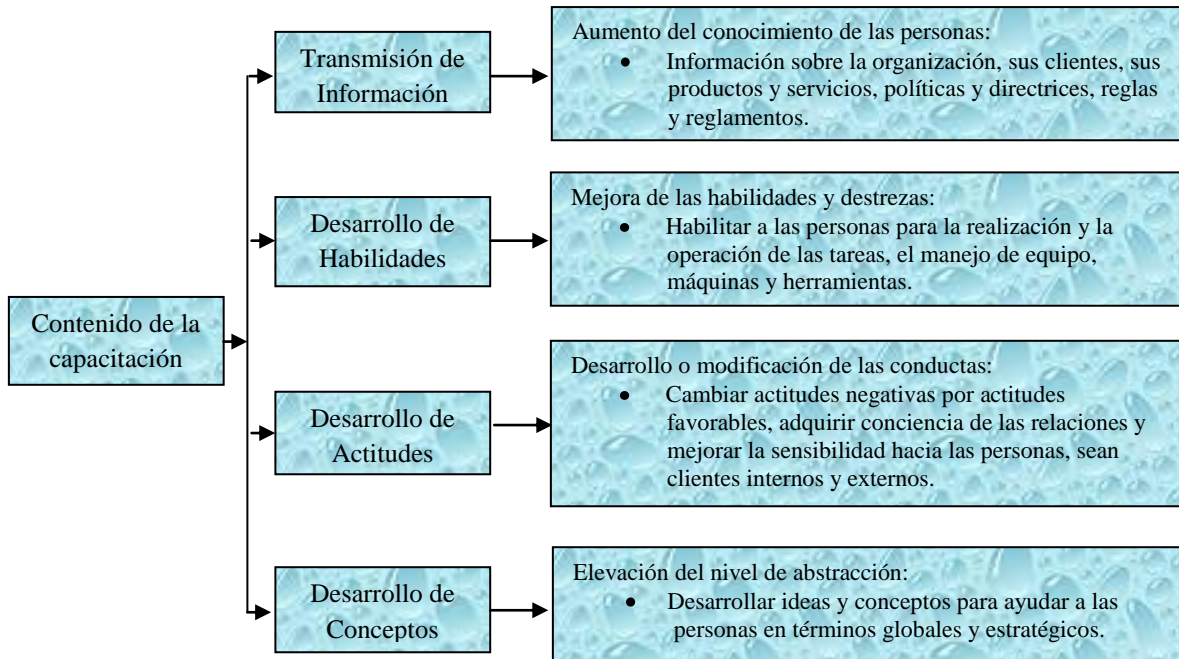 Contenido de la
capacitación
Transmisión de
Información
Aumento del conocimiento de las personas:
• Información sobre la organización, sus clientes, sus
productos y servicios, políticas y directrices, reglas
y reglamentos.
Desarrollo de
Habilidades
Mejora de las habilidades y destrezas:
• Habilitar a las personas para la realización y la
operación de las tareas, el manejo de equipo,
máquinas y herramientas.
Desarrollo de
Actitudes
Desarrollo o modificación de las conductas:
• Cambiar actitudes negativas por actitudes
favorables, adquirir conciencia de las relaciones y
mejorar la sensibilidad hacia las personas, sean
clientes internos y externos.
Desarrollo de
Conceptos
Elevación del nivel de abstracción:
• Desarrollar ideas y conceptos para ayudar a las
personas en términos globales y estratégicos.